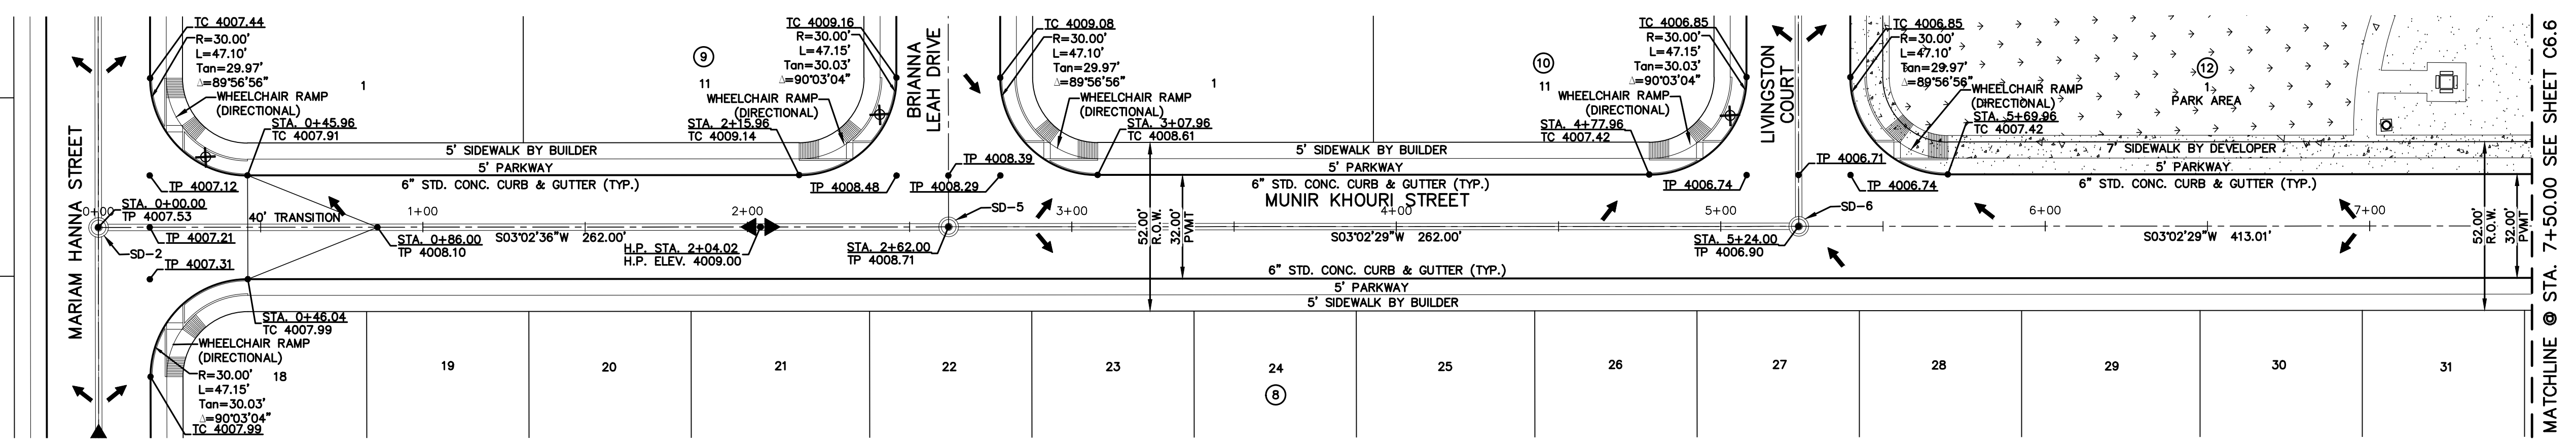 MARIAM HANNA STREET
TC 4007.44
R=30.00'
L=47.10'
Tan=29.97'
Δ=89°56'56"
WHEELCHAIR RAMP
(DIRECTIONAL)
STA. 0+45.96
TC 4007.91
1
9
11
TC 4009.16
R=30.00'
L=47.15'
Tan=30.03'
Δ=90°03'04"
WHEELCHAIR RAMP
(DIRECTIONAL)
STA. 2+15.96
TC 4009.14
BRIANNA
LEAH DRIVE
TC 4009.08
R=30.00'
L=47.10'
Tan=29.97'
Δ=89°56'56"
WHEELCHAIR RAMP
(DIRECTIONAL)
STA. 3+07.96
TC 4008.61
1
10
11
TC 4006.85
R=30.00'
L=47.15'
Tan=30.03'
Δ=90°03'04"
WHEELCHAIR RAMP
(DIRECTIONAL)
STA. 4+77.96
TC 4007.42
LIVINGSTON
COURT
TC 4006.85
R=30.00'
L=47.10'
Tan=29.97'
Δ=89°56'56"
WHEELCHAIR RAMP
(DIRECTIONAL)
STA. 5+69.96
TC 4007.42
12
1
PARK AREA
5' SIDEWALK BY BUILDER
5' PARKWAY
6" STD. CONC. CURB & GUTTER (TYP.)
5' SIDEWALK BY BUILDER
5' PARKWAY
6" STD. CONC. CURB & GUTTER (TYP.)
7' SIDEWALK BY DEVELOPER
5' PARKWAY
6" STD. CONC. CURB & GUTTER (TYP.)
TP 4007.12
TP 4008.48
TP 4008.39
TP 4008.29
TP 4006.74
TP 4006.71
TP 4006.74
MUNIR KHOURI STREET
0+00
1+00
2+00
3+00
4+00
5+00
6+00
7+00
STA. 0+00.00
TP 4007.53
TP 4007.21
SD-2
TP 4007.31
40' TRANSITION
STA. 0+86.00
TP 4008.10
S03°02'36"W 262.00'
H.P. STA. 2+04.02
H.P. ELEV. 4009.00
STA. 2+62.00
TP 4008.71
SD-5
52.00'
R.O.W.
32.00'
PVMT
S03°02'29"W 262.00'
STA. 5+24.00
TP 4006.90
SD-6
S03°02'29"W 413.01'
52.00'
R.O.W.
32.00'
PVMT
6" STD. CONC. CURB & GUTTER (TYP.)
5' PARKWAY
5' SIDEWALK BY BUILDER
STA. 0+46.04
TC 4007.99
WHEELCHAIR RAMP
(DIRECTIONAL)
R=30.00'
L=47.15'
Tan=30.03'
Δ=90°03'04"
TC 4007.99
18
19
20
21
22
23
24
25
26
27
28
29
30
31
8
MATCHLINE @ STA. 7+50.00 SEE SHEET C6.6